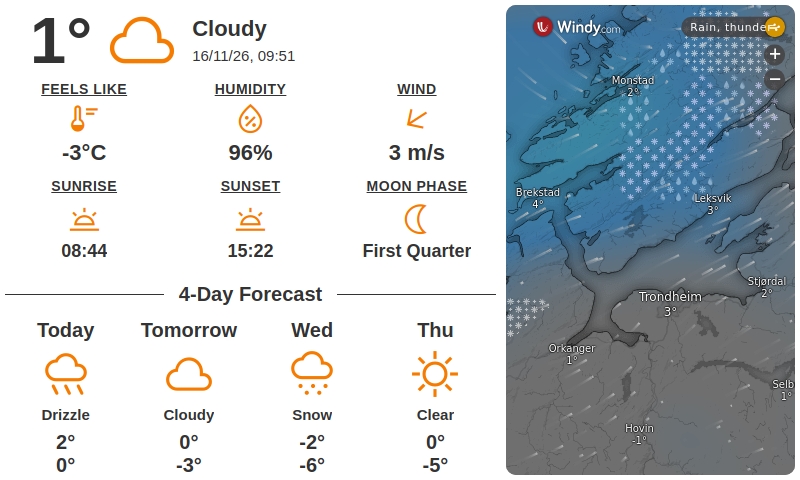 1°
Cloudy
16/11/26, 09:51
FEELS LIKE
HUMIDITY
WIND
-3°C
96%
3 m/s
SUNRISE
SUNSET
MOON PHASE
08:44
15:22
First Quarter
4-Day Forecast
Today
Tomorrow
Wed
Thu
Drizzle
Cloudy
Snow
Clear
2°
0°
-2°
0°
0°
-3°
-6°
-5°
Windy.com
Rain, thunde
+
−
Monstad
2°
Brekstad
4°
Leksvik
3°
Stjørdal
2°
Trondheim
3°
Orkanger
1°
Selb
1°
Hovin
-1°